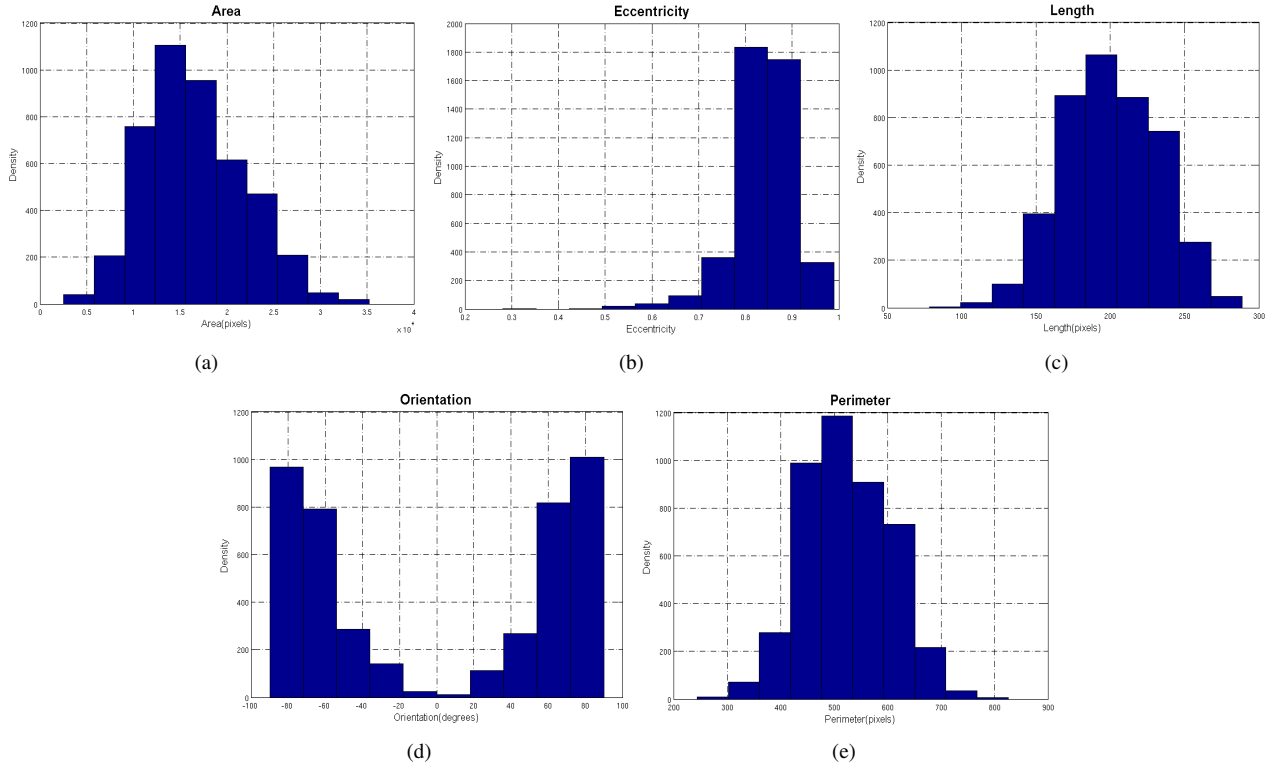 Area
1200
1000
800
600
400
200
0
Density
0 0.5 1 1.5 2 2.5 3 3.5 4
× 10⁴
Area(pixels)
(a)
Eccentricity
2000
1800
1600
1400
1200
1000
800
600
400
200
0
Density
0.2 0.3 0.4 0.5 0.6 0.7 0.8 0.9 1
Eccentricity
(b)
Length
1200
1000
800
600
400
200
0
Density
50 100 150 200 250 300
Length(pixels)
(c)
Orientation
1200
1000
800
600
400
200
0
Density
-100 -80 -60 -40 -20 0 20 40 60 80 100
Orientation(degrees)
(d)
Perimeter
1200
1000
800
600
400
200
0
Density
200 300 400 500 600 700 800 900
Perimeter(pixels)
(e)